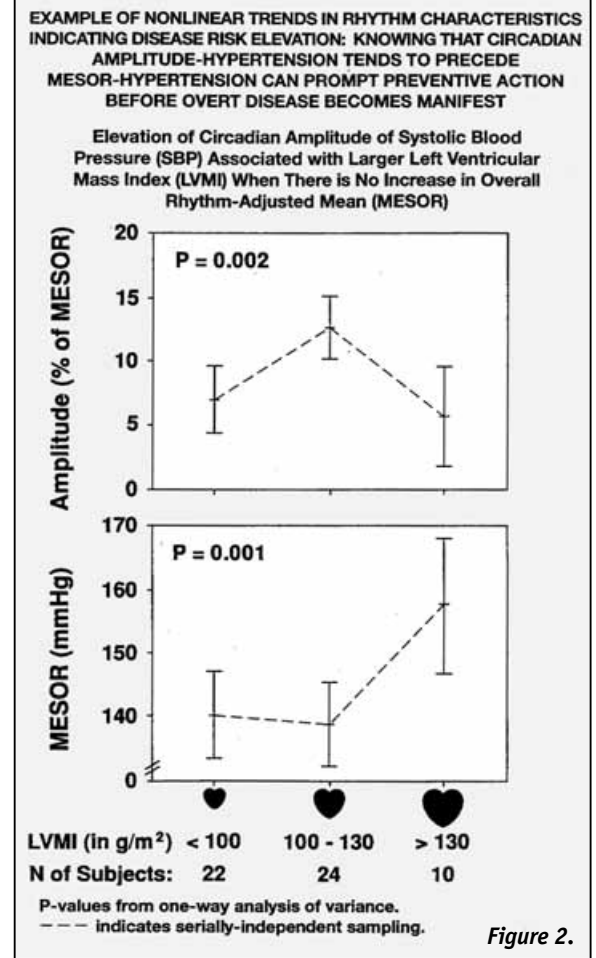 EXAMPLE OF NONLINEAR TRENDS IN RHYTHM CHARACTERISTICS
INDICATING DISEASE RISK ELEVATION: KNOWING THAT CIRCADIAN
AMPLITUDE-HYPERTENSION TENDS TO PRECEDE
MESOR-HYPERTENSION CAN PROMPT PREVENTIVE ACTION
BEFORE OVERT DISEASE BECOMES MANIFEST
Elevation of Circadian Amplitude of Systolic Blood
Pressure (SBP) Associated with Larger Left Ventricular
Mass Index (LVMI) When There is No Increase in Overall
Rhythm-Adjusted Mean (MESOR)
Amplitude (% of MESOR)
20
15
10
5
0
P = 0.002
MESOR (mmHg)
170
160
150
140
0
P = 0.001
LVMI (in g/m²) < 100 100 - 130 > 130
N of Subjects: 22 24 10
P-values from one-way analysis of variance.
--- indicates serially-independent sampling.
Figure 2.